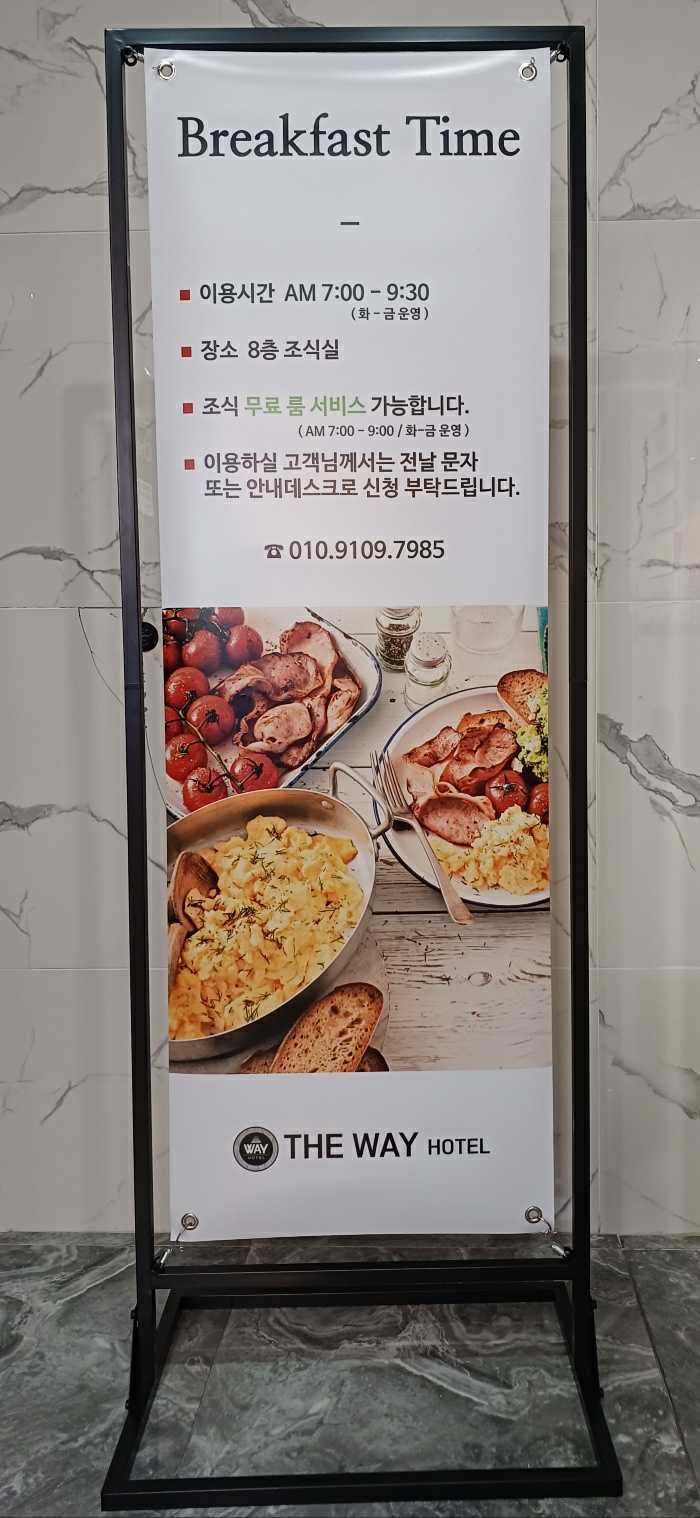 Breakfast Time
–
■ 이용시간 AM 7:00 – 9:30
( 화 – 금 운영 )
■ 장소 8층 조식실
■ 조식 무료 룸 서비스 가능합니다.
( AM 7:00 – 9:00 / 화–금 운영 )
■ 이용하실 고객님께서는 전날 문자
또는 안내데스크로 신청 부탁드립니다.
☎ 010.9109.7985
WAY
HOTEL
THE WAY HOTEL